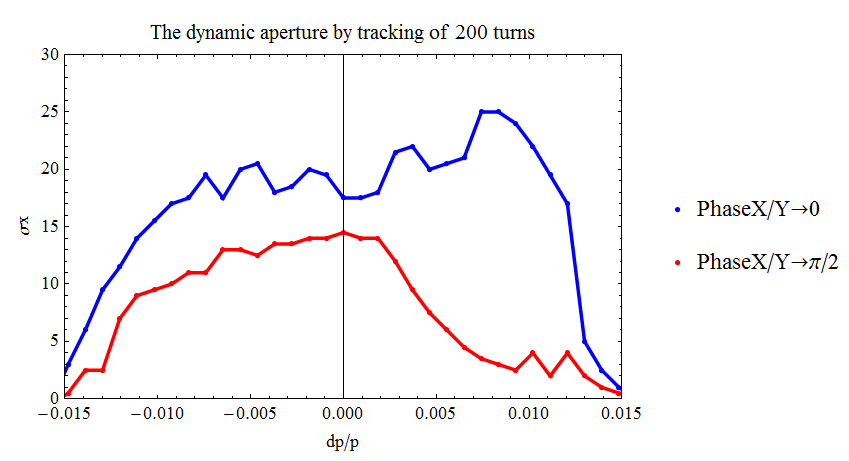 The dynamic aperture by tracking of 200 turns
30
25
20
15
10
5
0
σx
−0.015 −0.010 −0.005 0.000 0.005 0.010 0.015
dp/p
PhaseX/Y→0
PhaseX/Y→π/2